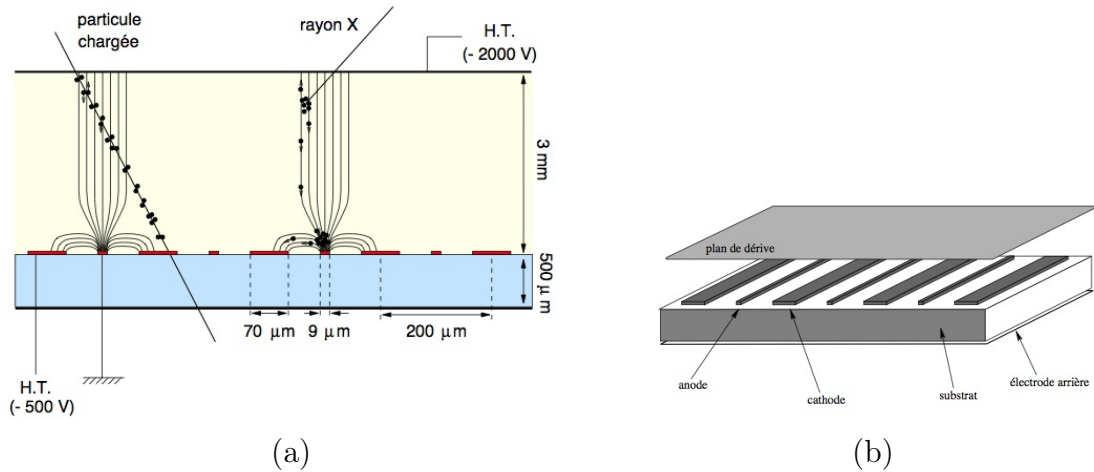 particule
chargée
rayon X
H.T.
(- 2000 V)
3 mm
500 μm
70 μm
9 μm
200 μm
H.T.
(- 500 V)
(a)
plan de dérive
anode
cathode
substrat
électrode arrière
(b)